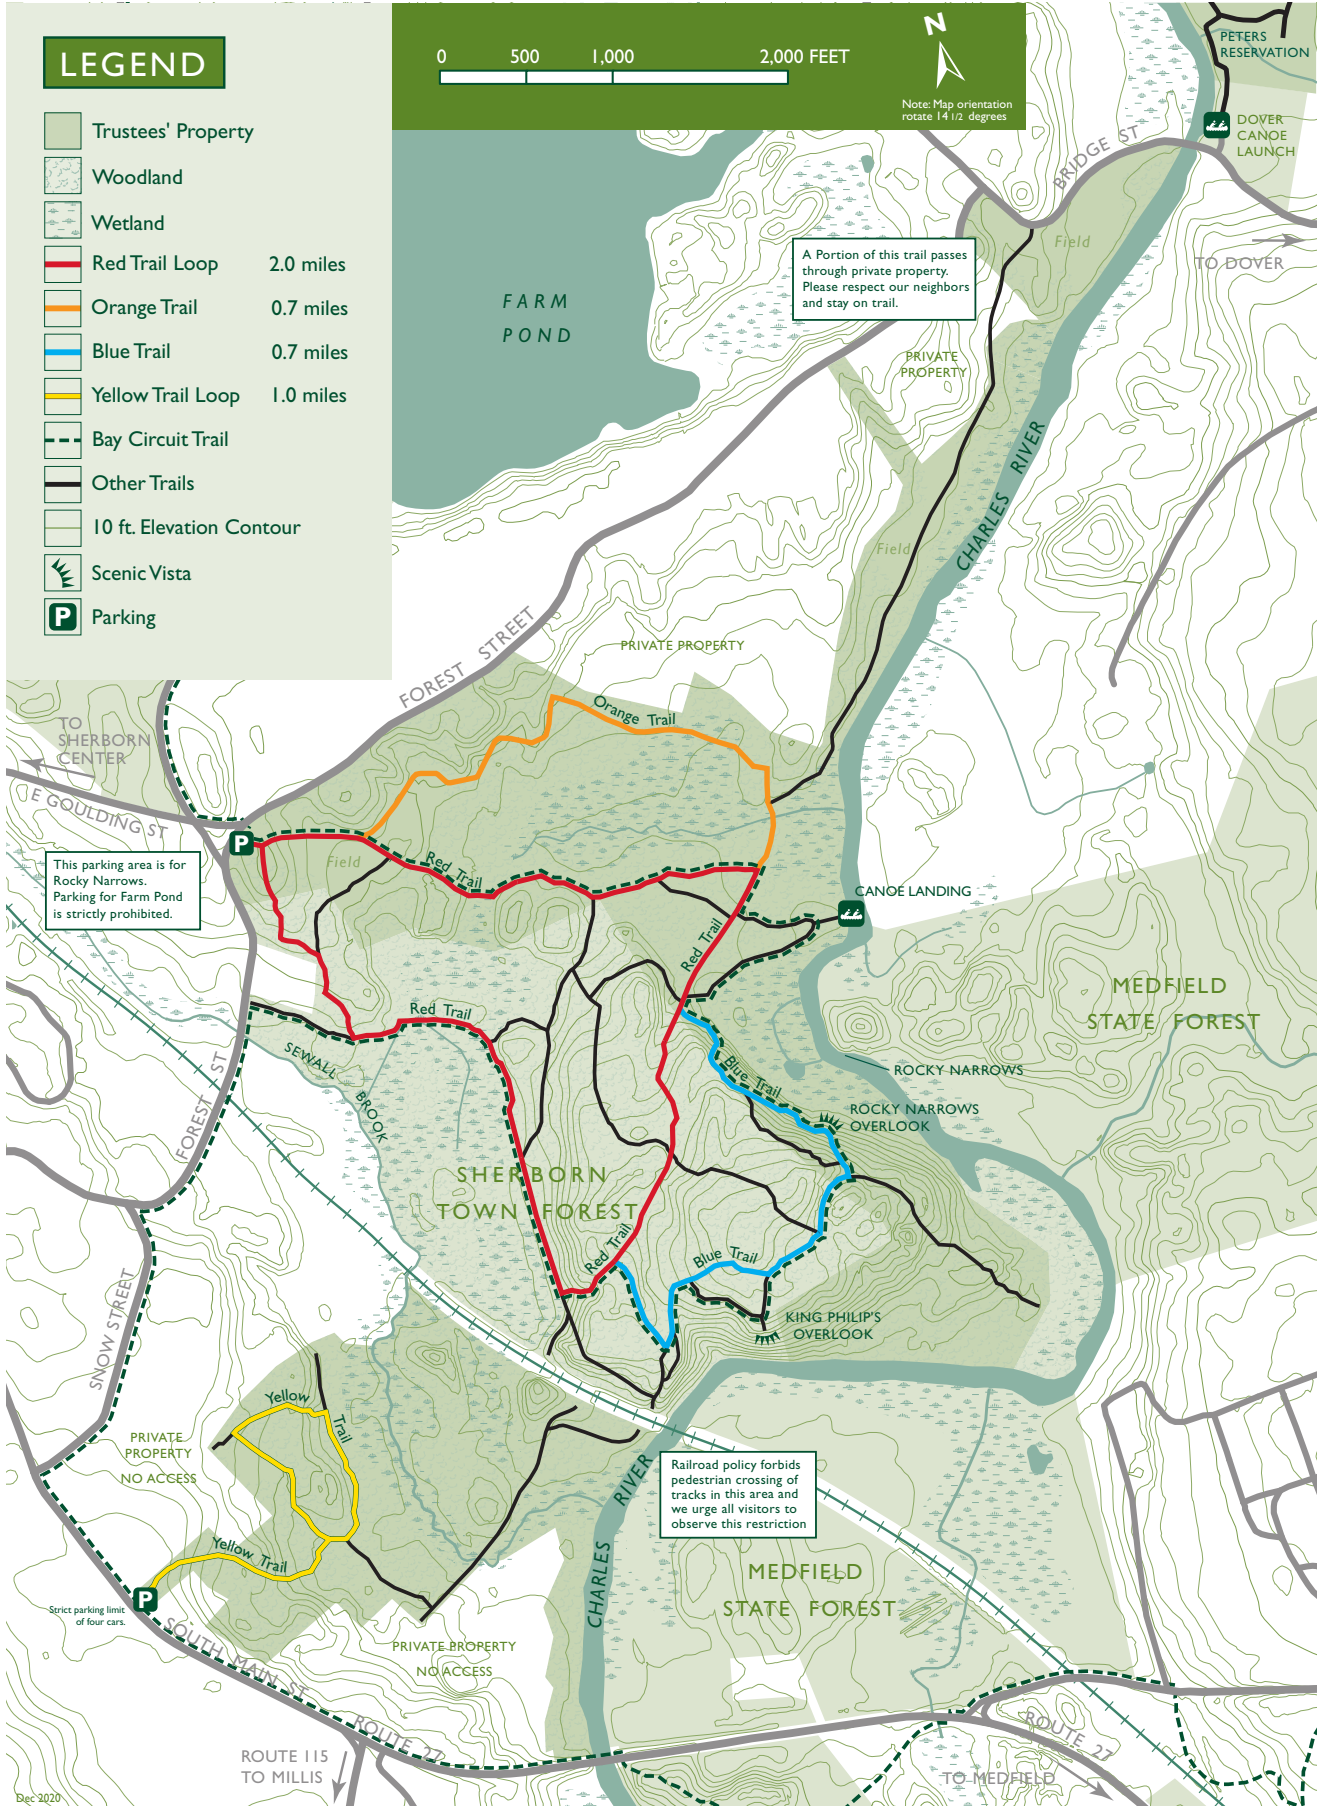 LEGEND
Trustees' Property
Woodland
Wetland
Red Trail Loop 2.0 miles
Orange Trail 0.7 miles
Blue Trail 0.7 miles
Yellow Trail Loop 1.0 miles
Bay Circuit Trail
Other Trails
10 ft. Elevation Contour
Scenic Vista
P Parking
0 500 1,000 2,000 FEET
N
Note: Map orientation
rotate 14 1/2 degrees
PETERS
RESERVATION
DOVER
CANOE
LAUNCH
BRIDGE ST
Field
TO DOVER
A Portion of this trail passes
through private property.
Please respect our neighbors
and stay on trail.
FARM
POND
PRIVATE
PROPERTY
CHARLES RIVER
Field
FOREST STREET
PRIVATE PROPERTY
Orange Trail
TO
SHERBORN
CENTER
E GOULDING ST
P
Field
Red Trail
This parking area is for
Rocky Narrows.
Parking for Farm Pond
is strictly prohibited.
CANOE LANDING
Red Trail
MEDFIELD
STATE FOREST
Red Trail
SEWALL
BROOK
FOREST ST
Blue Trail
ROCKY NARROWS
ROCKY NARROWS
OVERLOOK
SHERBORN
TOWN FOREST
Red Trail
Blue Trail
KING PHILIP'S
OVERLOOK
SNOW STREET
Yellow
Trail
PRIVATE
PROPERTY
NO ACCESS
Railroad policy forbids
pedestrian crossing of
tracks in this area and
we urge all visitors to
observe this restriction
CHARLES RIVER
Yellow Trail
MEDFIELD
STATE FOREST
P
Strict parking limit
of four cars.
SOUTH MAIN ST
PRIVATE PROPERTY
NO ACCESS
ROUTE 27
ROUTE 115
TO MILLIS
ROUTE 27
TO MEDFIELD
Dec 2020